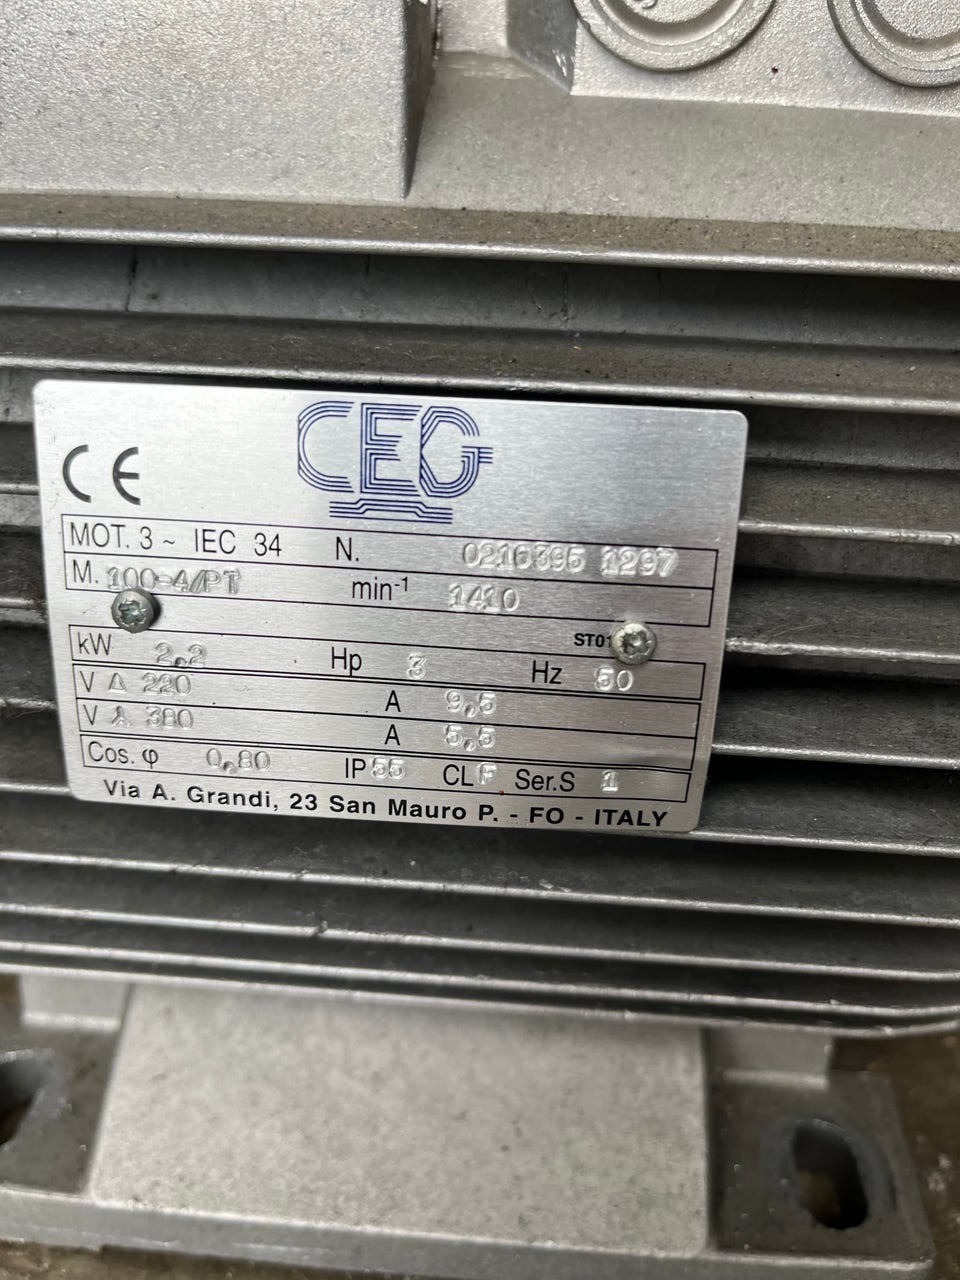 CEG
CE
MOT. 3 ~ IEC 34 N. 0216395 1297
M. 100-4/PT min-1 1410
ST01
kW 2,2 Hp 3 Hz 50
V Δ 220 A 9,5
V 380 A 5,5
Cos. φ 0,80 IP 55 CL F Ser.S 1
Via A. Grandi, 23 San Mauro P. - FO - ITALY